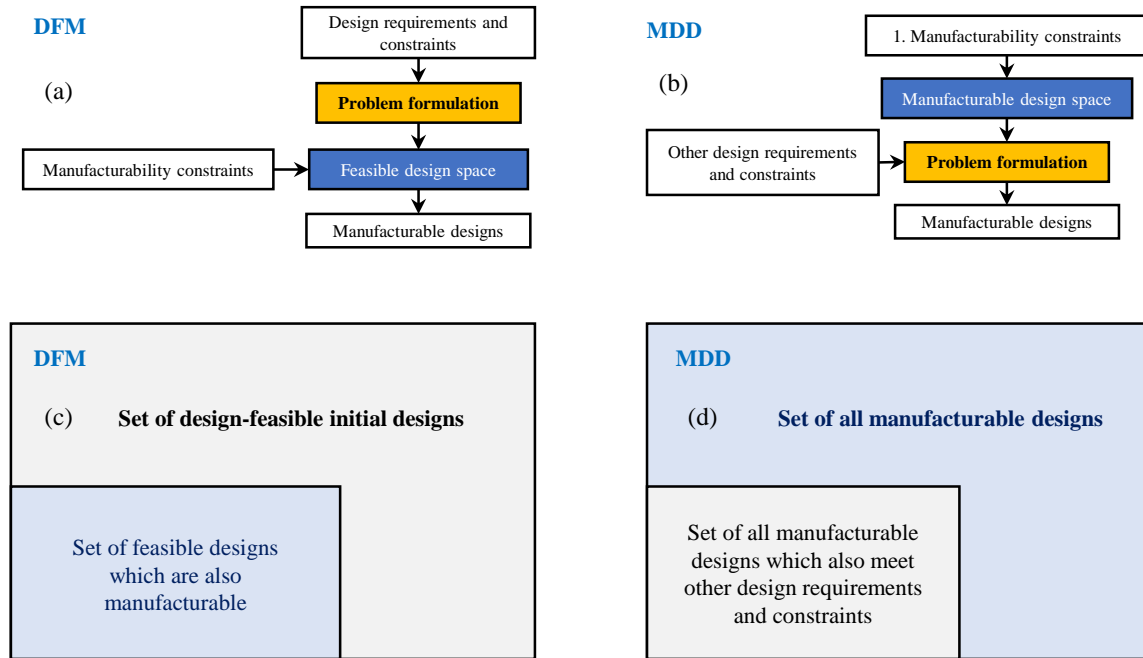 DFM
(a)
Design requirements and
constraints
Problem formulation
Manufacturability constraints
Feasible design space
Manufacturable designs
MDD
(b)
1. Manufacturability constraints
Manufacturable design space
Other design requirements
and constraints
Problem formulation
Manufacturable designs
DFM
(c)
Set of design-feasible initial designs
Set of feasible designs
which are also
manufacturable
MDD
(d)
Set of all manufacturable designs
Set of all manufacturable
designs which also meet
other design requirements
and constraints